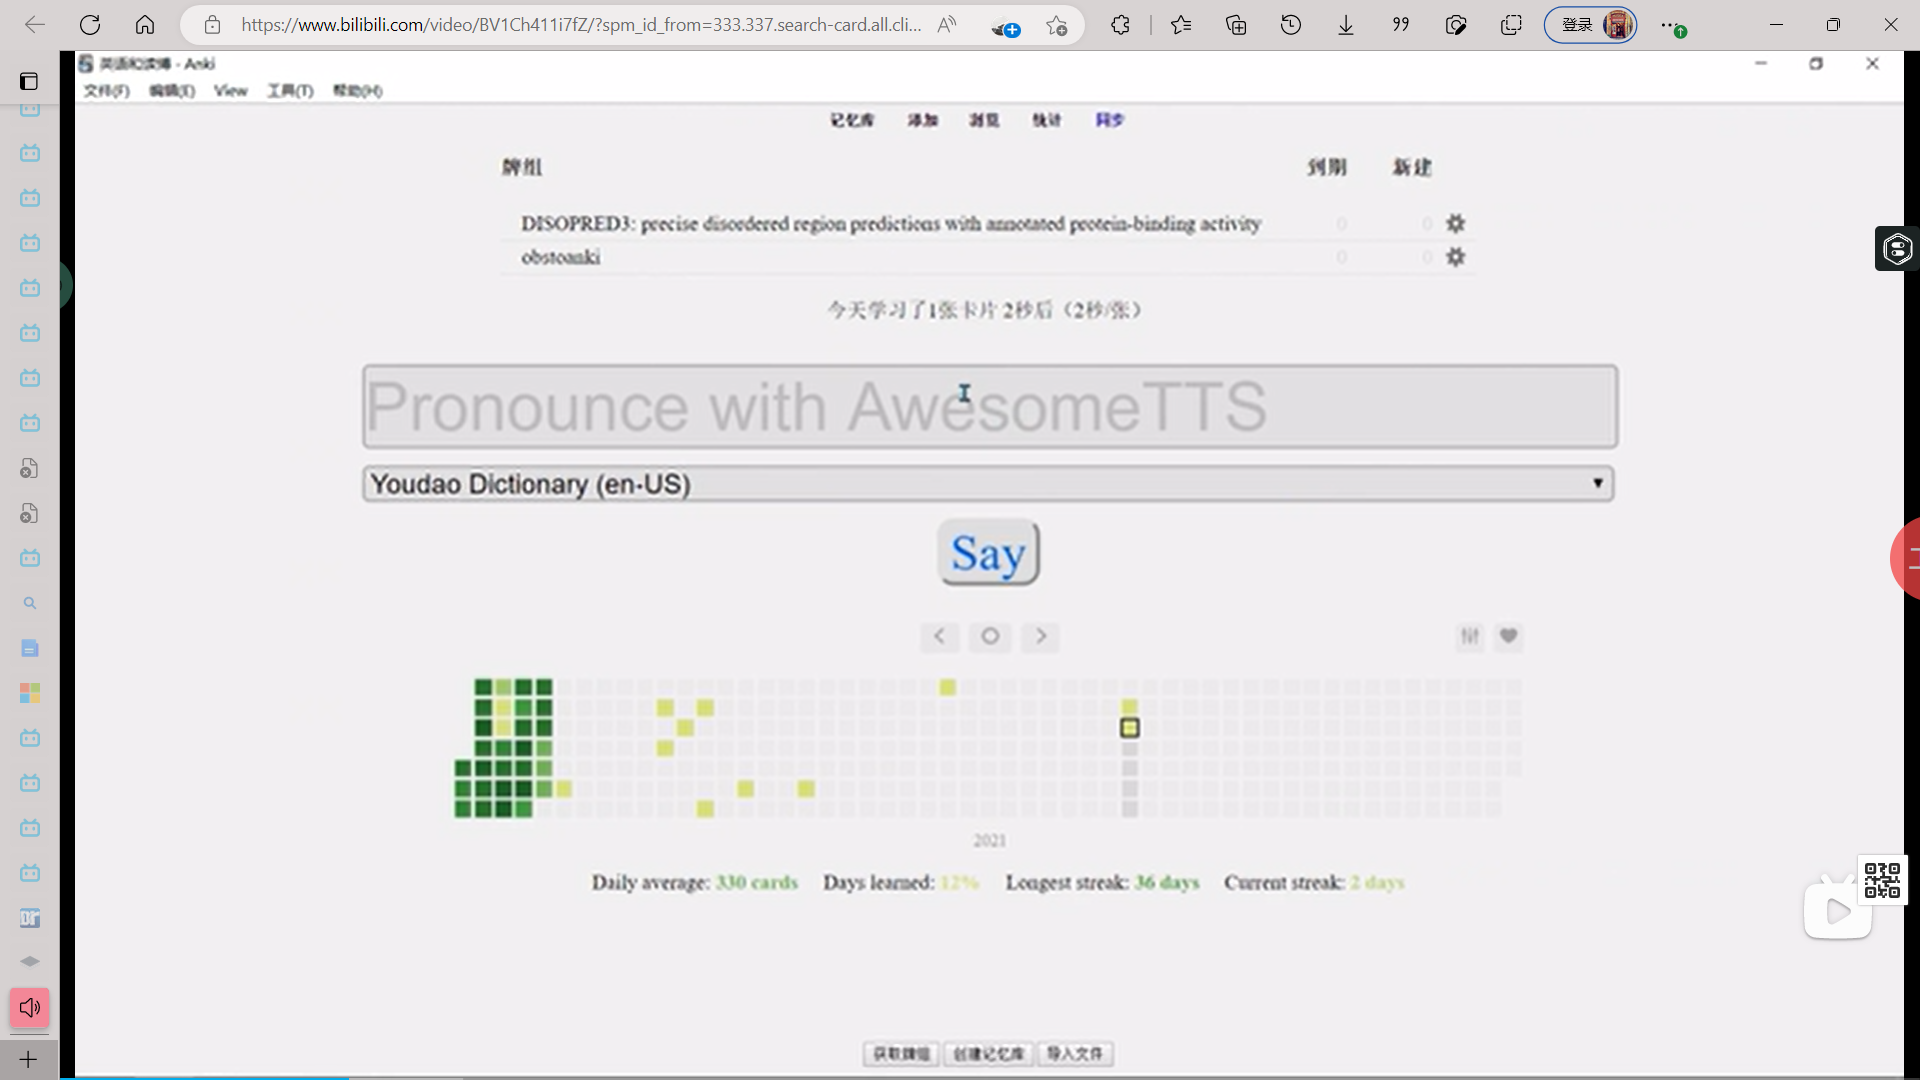 https://www.bilibili.com/video/BV1Ch411i7fZ/?spm_id_from=333.337.search-card.all.cli...
登录
英语和读博 - Anki
文件(F) 编辑(E) View 工具(T) 帮助(H)
记忆库 添加 浏览 统计 同步
牌组 到期 新建
DISOPRED3: precise disordered region predictions with annotated protein-binding activity 0 0
obstoanki 0 0
今天学习了1张卡片 2秒后（2秒/张）
Pronounce with AwesomeTTS
Youdao Dictionary (en-US)
Say
2021
Daily average: 330 cards Days learned: 12% Longest streak: 36 days Current streak: 2 days
获取牌组 创建记忆库 导入文件